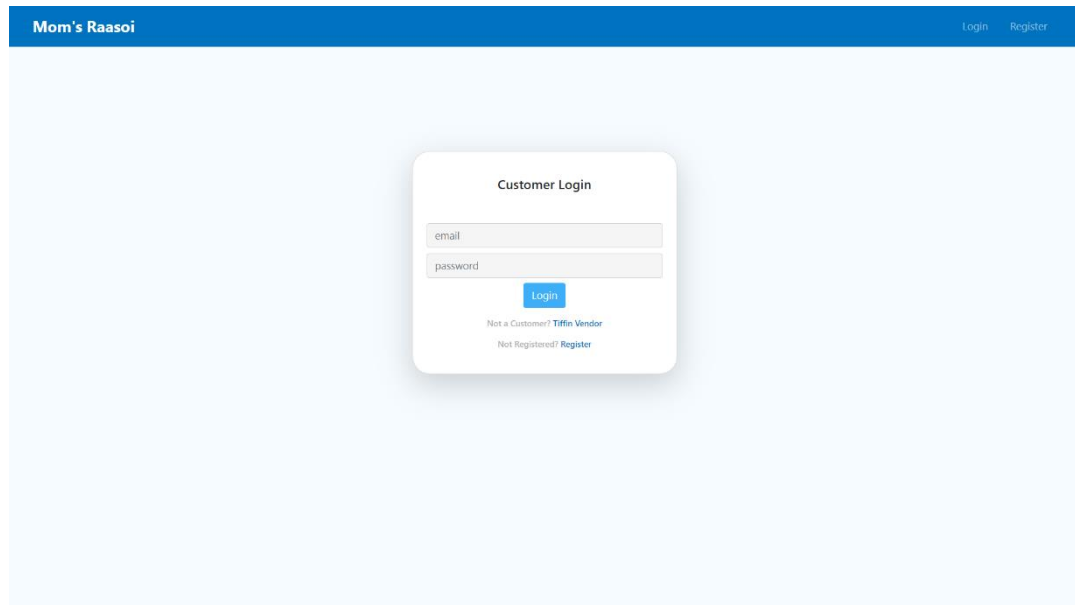 Mom's Raasoi
Login Register
Customer Login
email
password
Login
Not a Customer? Tiffin Vendor
Not Registered? Register